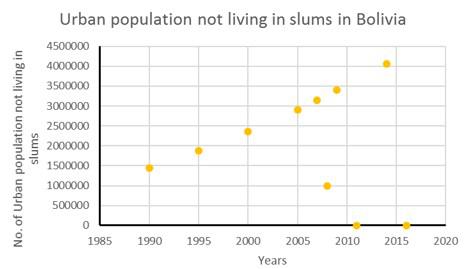 Urban population not living in slums in Bolivia
No. of Urban population not living in
slums
4500000
4000000
3500000
3000000
2500000
2000000
1500000
1000000
500000
0
1985 1990 1995 2000 2005 2010 2015 2020
Years